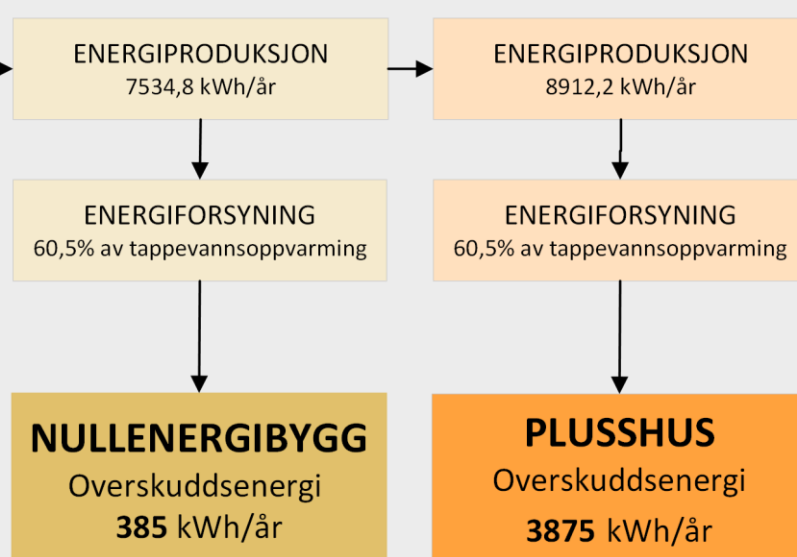 ENERGIPRODUKSJON
7534,8 kWh/år
ENERGIFORSYNING
60,5% av tappevannsoppvarming
NULLENERGIBYGG
Overskuddsenergi
385 kWh/år
ENERGIPRODUKSJON
8912,2 kWh/år
ENERGIFORSYNING
60,5% av tappevannsoppvarming
PLUSSHUS
Overskuddsenergi
3875 kWh/år